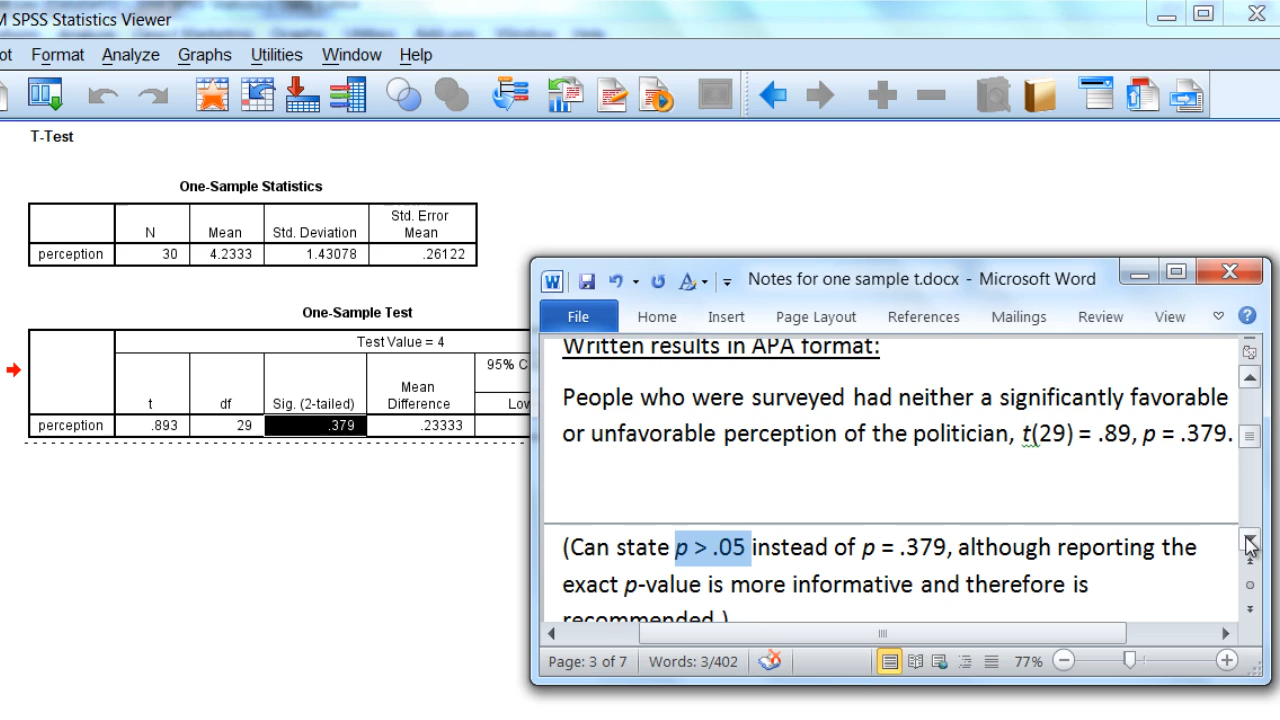 M SPSS Statistics Viewer
ot Format Analyze Graphs Utilities Window Help
T-Test
One-Sample Statistics
N Mean Std. Deviation Std. Error Mean
perception 30 4.2333 1.43078 .26122
One-Sample Test
Test Value = 4
95% C
t df Sig. (2-tailed) Mean Difference Low
perception .893 29 .379 .23333
W Notes for one sample t.docx - Microsoft Word
File Home Insert Page Layout References Mailings Review View
Written results in APA format:
People who were surveyed had neither a significantly favorable
or unfavorable perception of the politician, t(29) = .89, p = .379.
(Can state p > .05 instead of p = .379, although reporting the
exact p-value is more informative and therefore is
recommended.)
Page: 3 of 7 Words: 3/402 77%